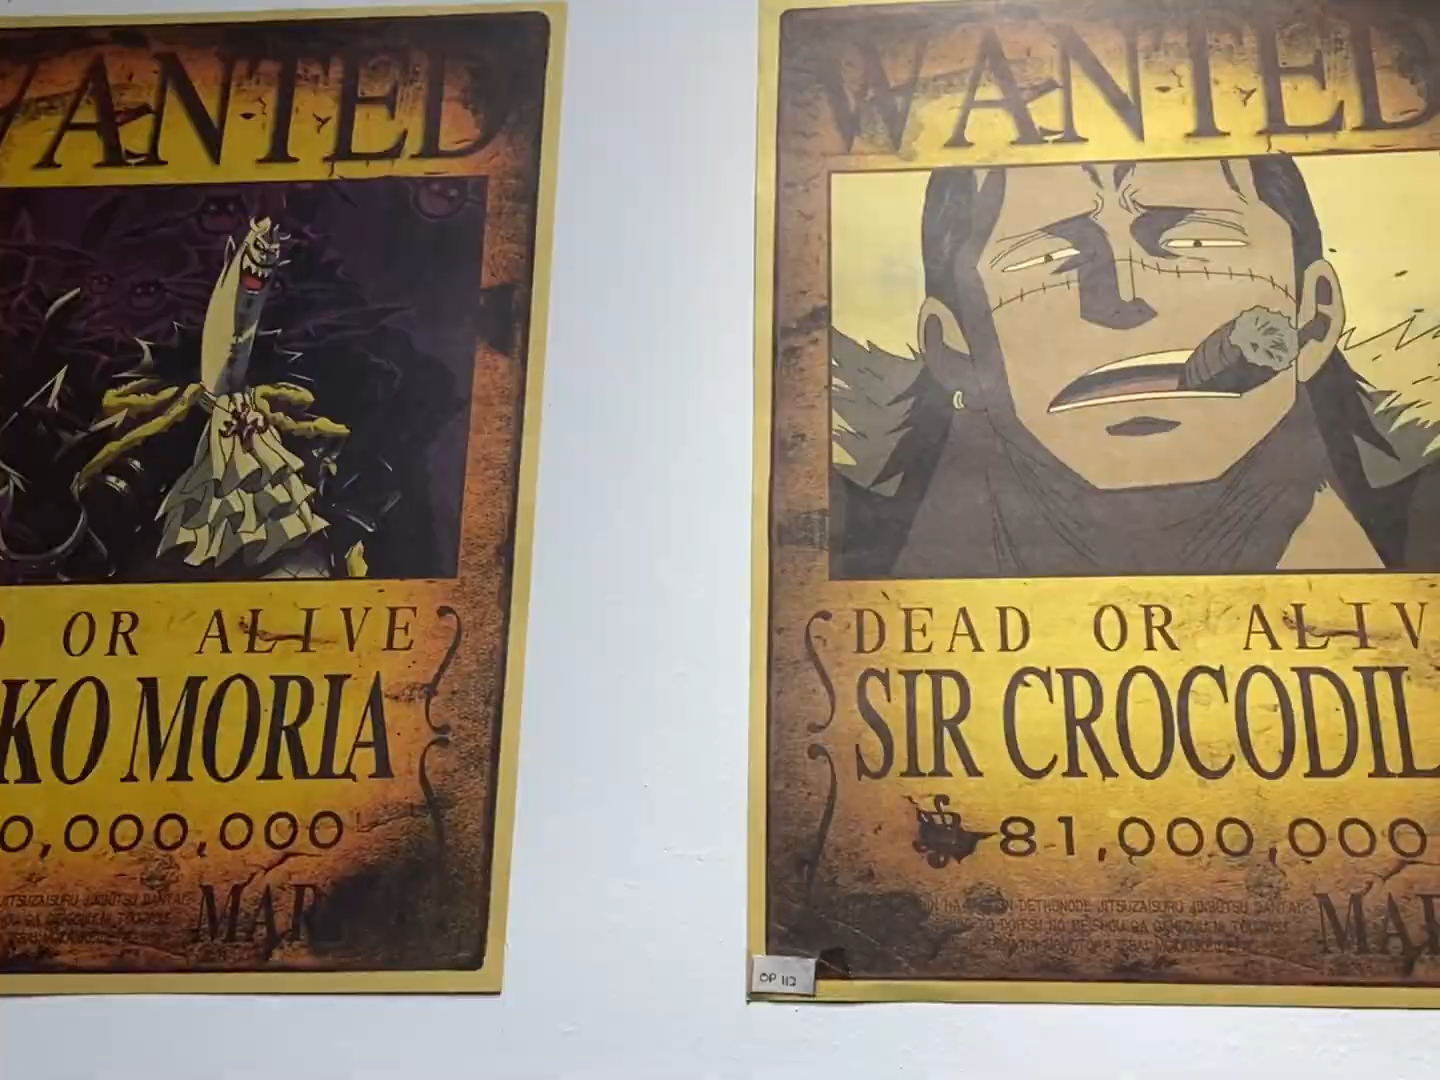 WANTED
OR ALIVE
KO MORIA
0,000,000
MAR
WANTED
DEAD OR ALIV
SIR CROCODIL
81,000,000
MAR
OP 112